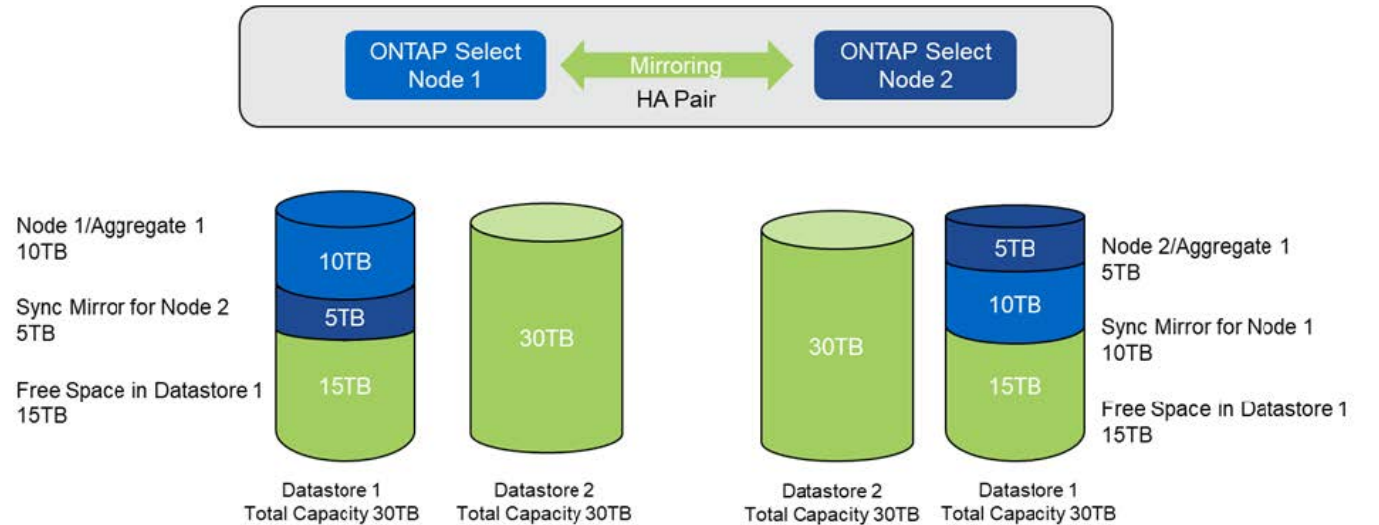 ONTAP Select
Node 1
Mirroring
HA Pair
ONTAP Select
Node 2
Node 1/Aggregate 1
10TB
Sync Mirror for Node 2
5TB
Free Space in Datastore 1
15TB
10TB
5TB
15TB
Datastore 1
Total Capacity 30TB
30TB
Datastore 2
Total Capacity 30TB
30TB
Datastore 2
Total Capacity 30TB
5TB
10TB
15TB
Datastore 1
Total Capacity 30TB
Node 2/Aggregate 1
5TB
Sync Mirror for Node 1
10TB
Free Space in Datastore 1
15TB